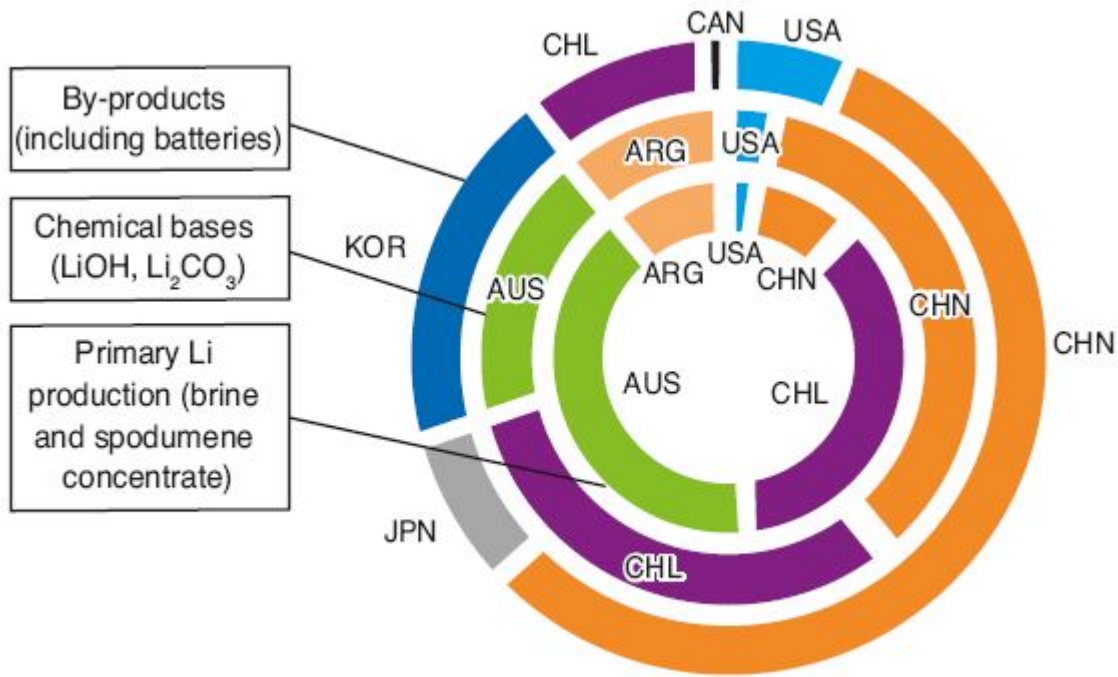 By-products
(including batteries)
Chemical bases
(LiOH, Li₂CO₃)
Primary Li
production (brine
and spodumene
concentrate)
CAN
USA
CHL
ARG
USA
KOR
AUS
ARG
USA
CHN
CHN
CHN
AUS
CHL
JPN
CHL